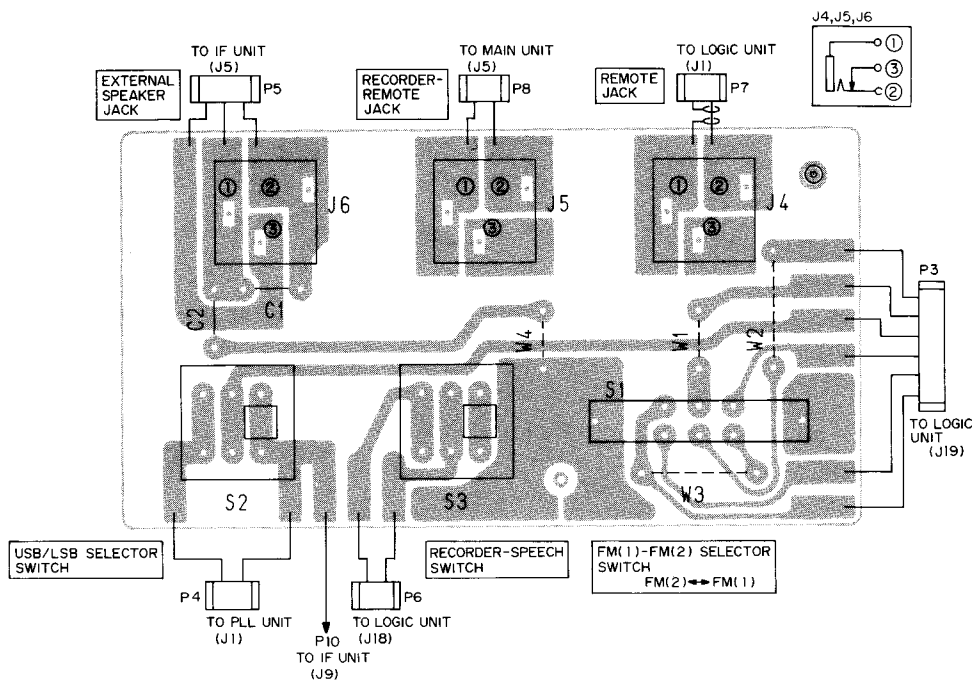 J4,J5,J6
①
③
②
TO IF UNIT
(J5)
P5
EXTERNAL
SPEAKER
JACK
TO MAIN UNIT
(J5)
P8
RECORDER-
REMOTE
JACK
TO LOGIC UNIT
(J1)
P7
REMOTE
JACK
① ②
③
J6
① ②
③
J5
① ②
③
J4
P3
C2
C1
W4
W1
W2
S1
TO LOGIC
UNIT
(J19)
W3
S2
S3
USB/LSB SELECTOR
SWITCH
RECORDER-SPEECH
SWITCH
FM(1)-FM(2) SELECTOR
SWITCH
FM(2)↔FM(1)
P4
TO PLL UNIT
(J1)
P10
TO IF UNIT
(J9)
P6
TO LOGIC UNIT
(J18)